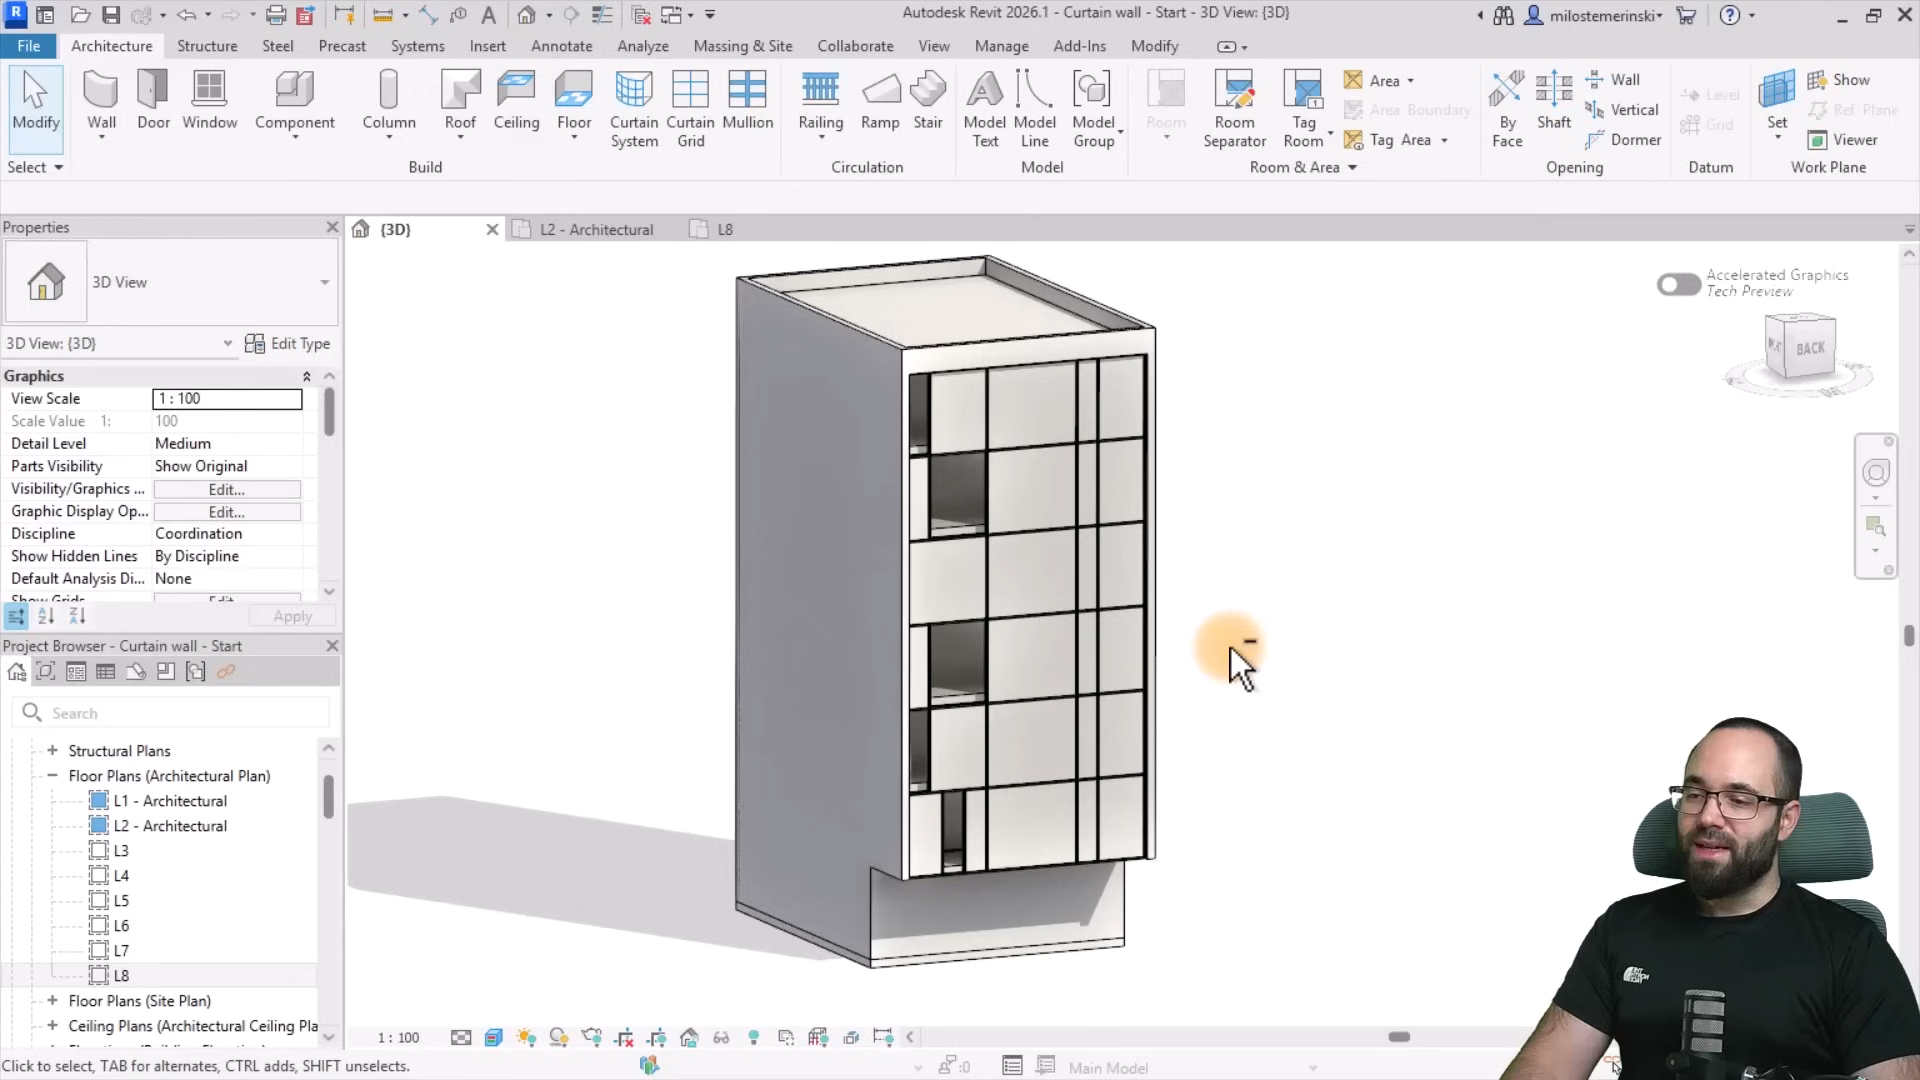 Autodesk Revit 2026.1 - Curtain wall - Start - 3D View: {3D}
milostemerinski
File
Architecture
Structure
Steel
Precast
Systems
Insert
Annotate
Analyze
Massing & Site
Collaborate
View
Manage
Add-Ins
Modify
Modify
Wall
Door
Window
Component
Column
Roof
Ceiling
Floor
Curtain System
Curtain Grid
Mullion
Railing
Ramp
Stair
Model Text
Model Line
Model Group
Room
Room Separator
Tag Room
Area
Area Boundary
Tag Area
By Face
Shaft
Wall
Vertical
Dormer
Level
Grid
Set
Show
Ref Plane
Viewer
Select
Build
Circulation
Model
Room & Area
Opening
Datum
Work Plane
Properties
{3D}
L2 - Architectural
L8
3D View
3D View: {3D}
Edit Type
Graphics
View Scale 1 : 100
Scale Value 1: 100
Detail Level Medium
Parts Visibility Show Original
Visibility/Graphics ... Edit...
Graphic Display Op... Edit...
Discipline Coordination
Show Hidden Lines By Discipline
Default Analysis Di... None
Show Grids Edit...
Apply
Project Browser - Curtain wall - Start
Search
Structural Plans
Floor Plans (Architectural Plan)
L1 - Architectural
L2 - Architectural
L3
L4
L5
L6
L7
L8
Floor Plans (Site Plan)
Ceiling Plans (Architectural Ceiling Pla
Accelerated Graphics
Tech Preview
BACK
THE
NORTH
FACE
1 : 100
Click to select, TAB for alternates, CTRL adds, SHIFT unselects.
:0
Main Model